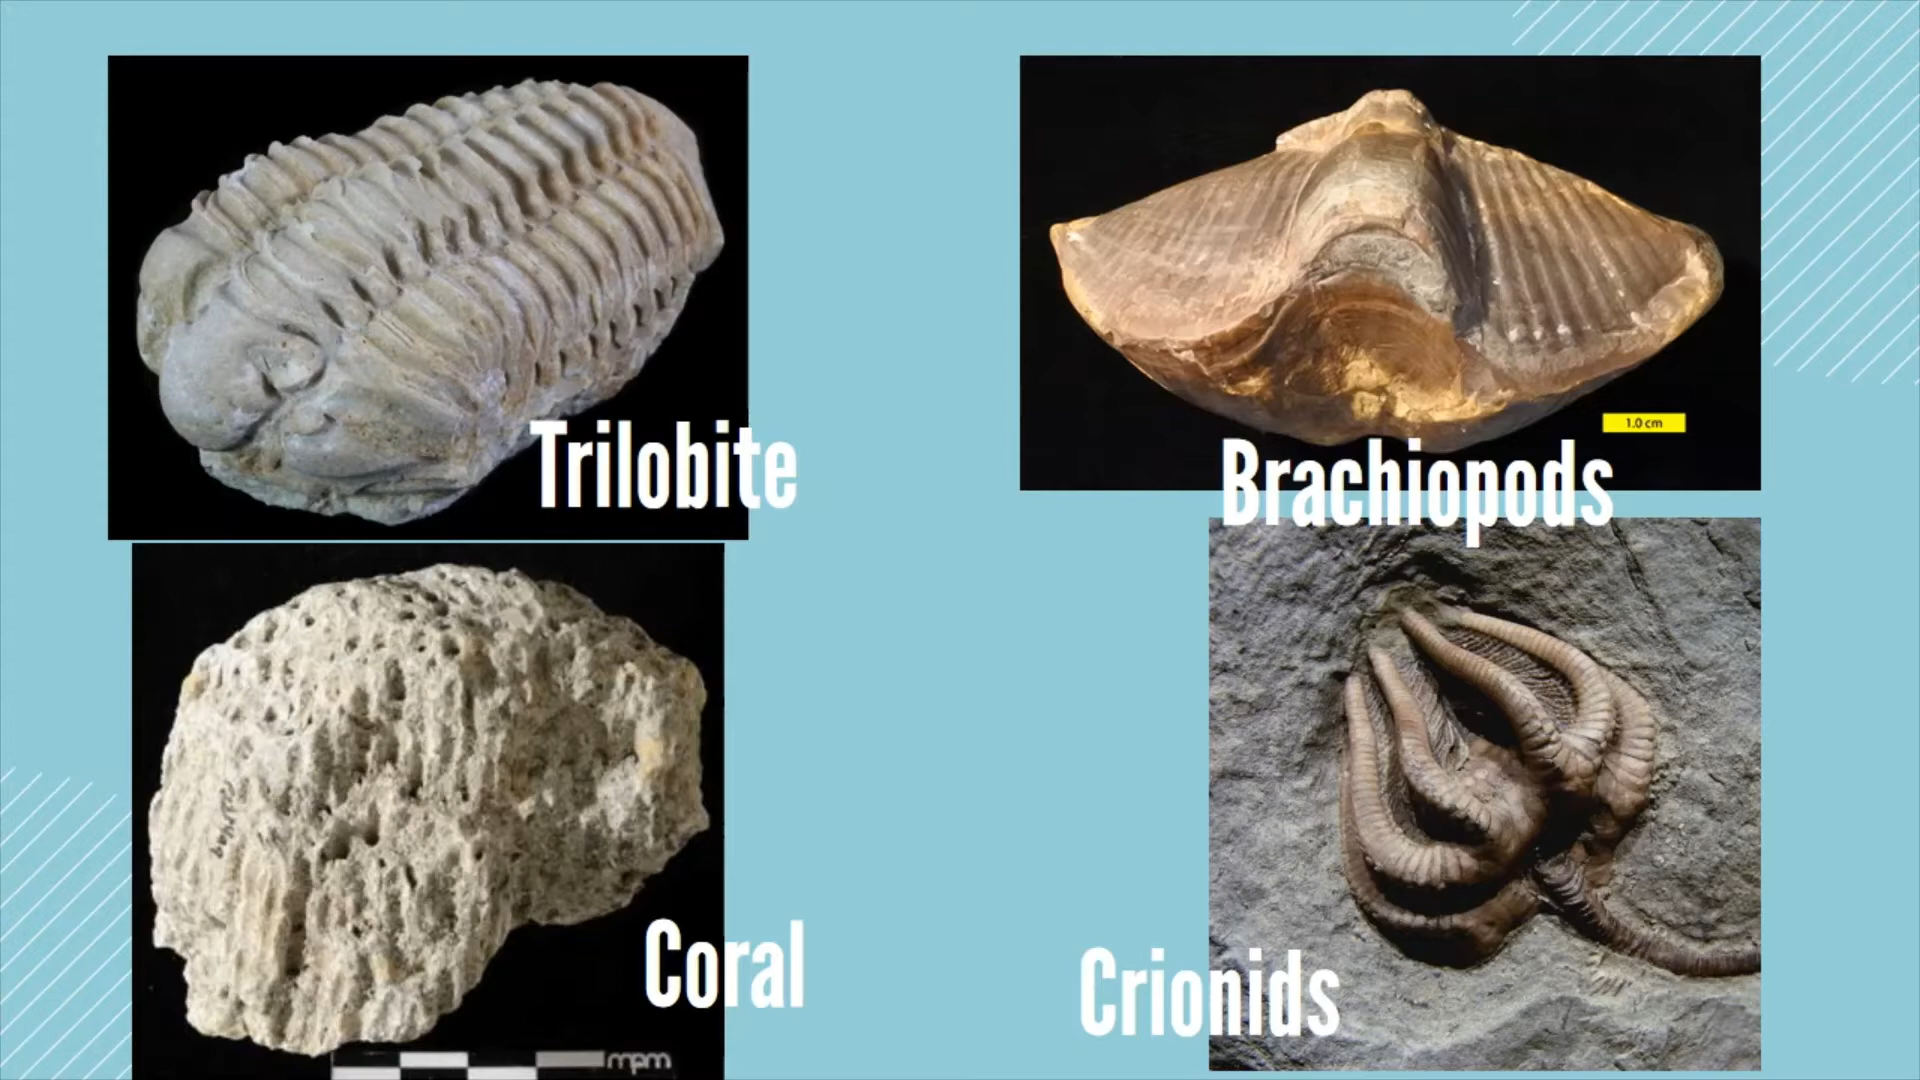 Trilobite
1.0 cm
Brachiopods
Coral
mpm
Crionids